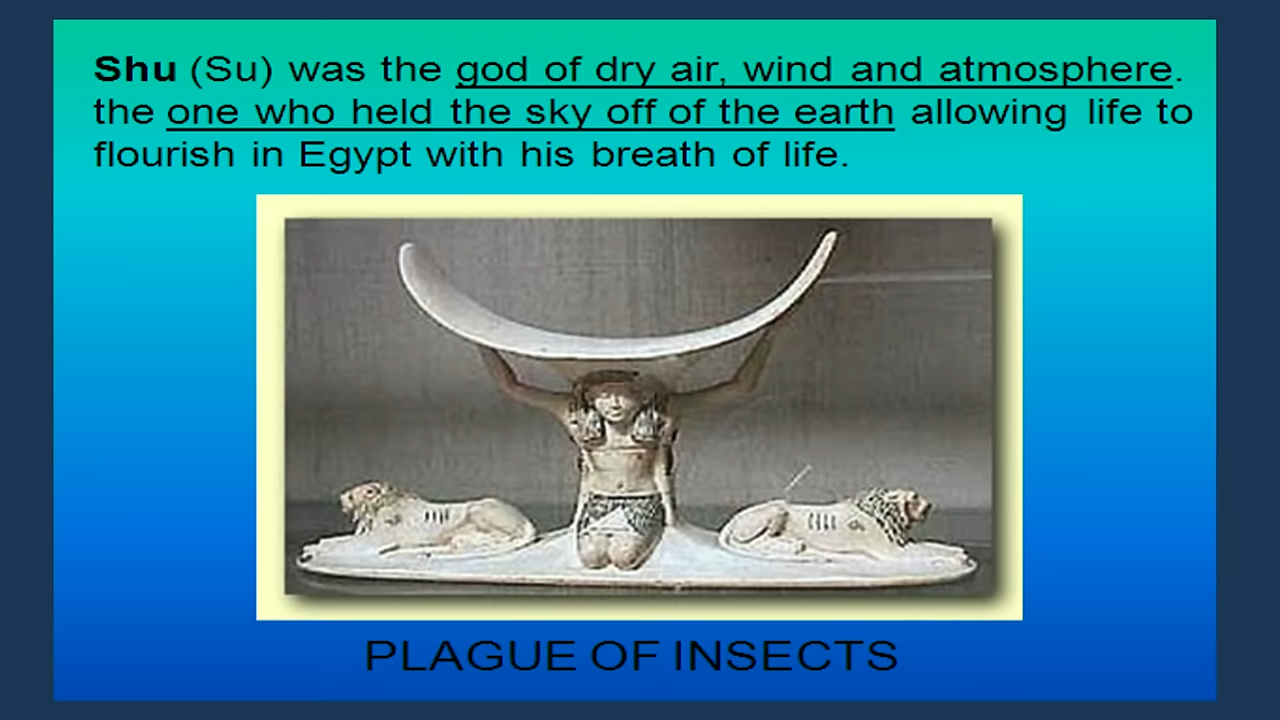 Shu (Su) was the god of dry air, wind and atmosphere.
the one who held the sky off of the earth allowing life to
flourish in Egypt with his breath of life.
PLAGUE OF INSECTS